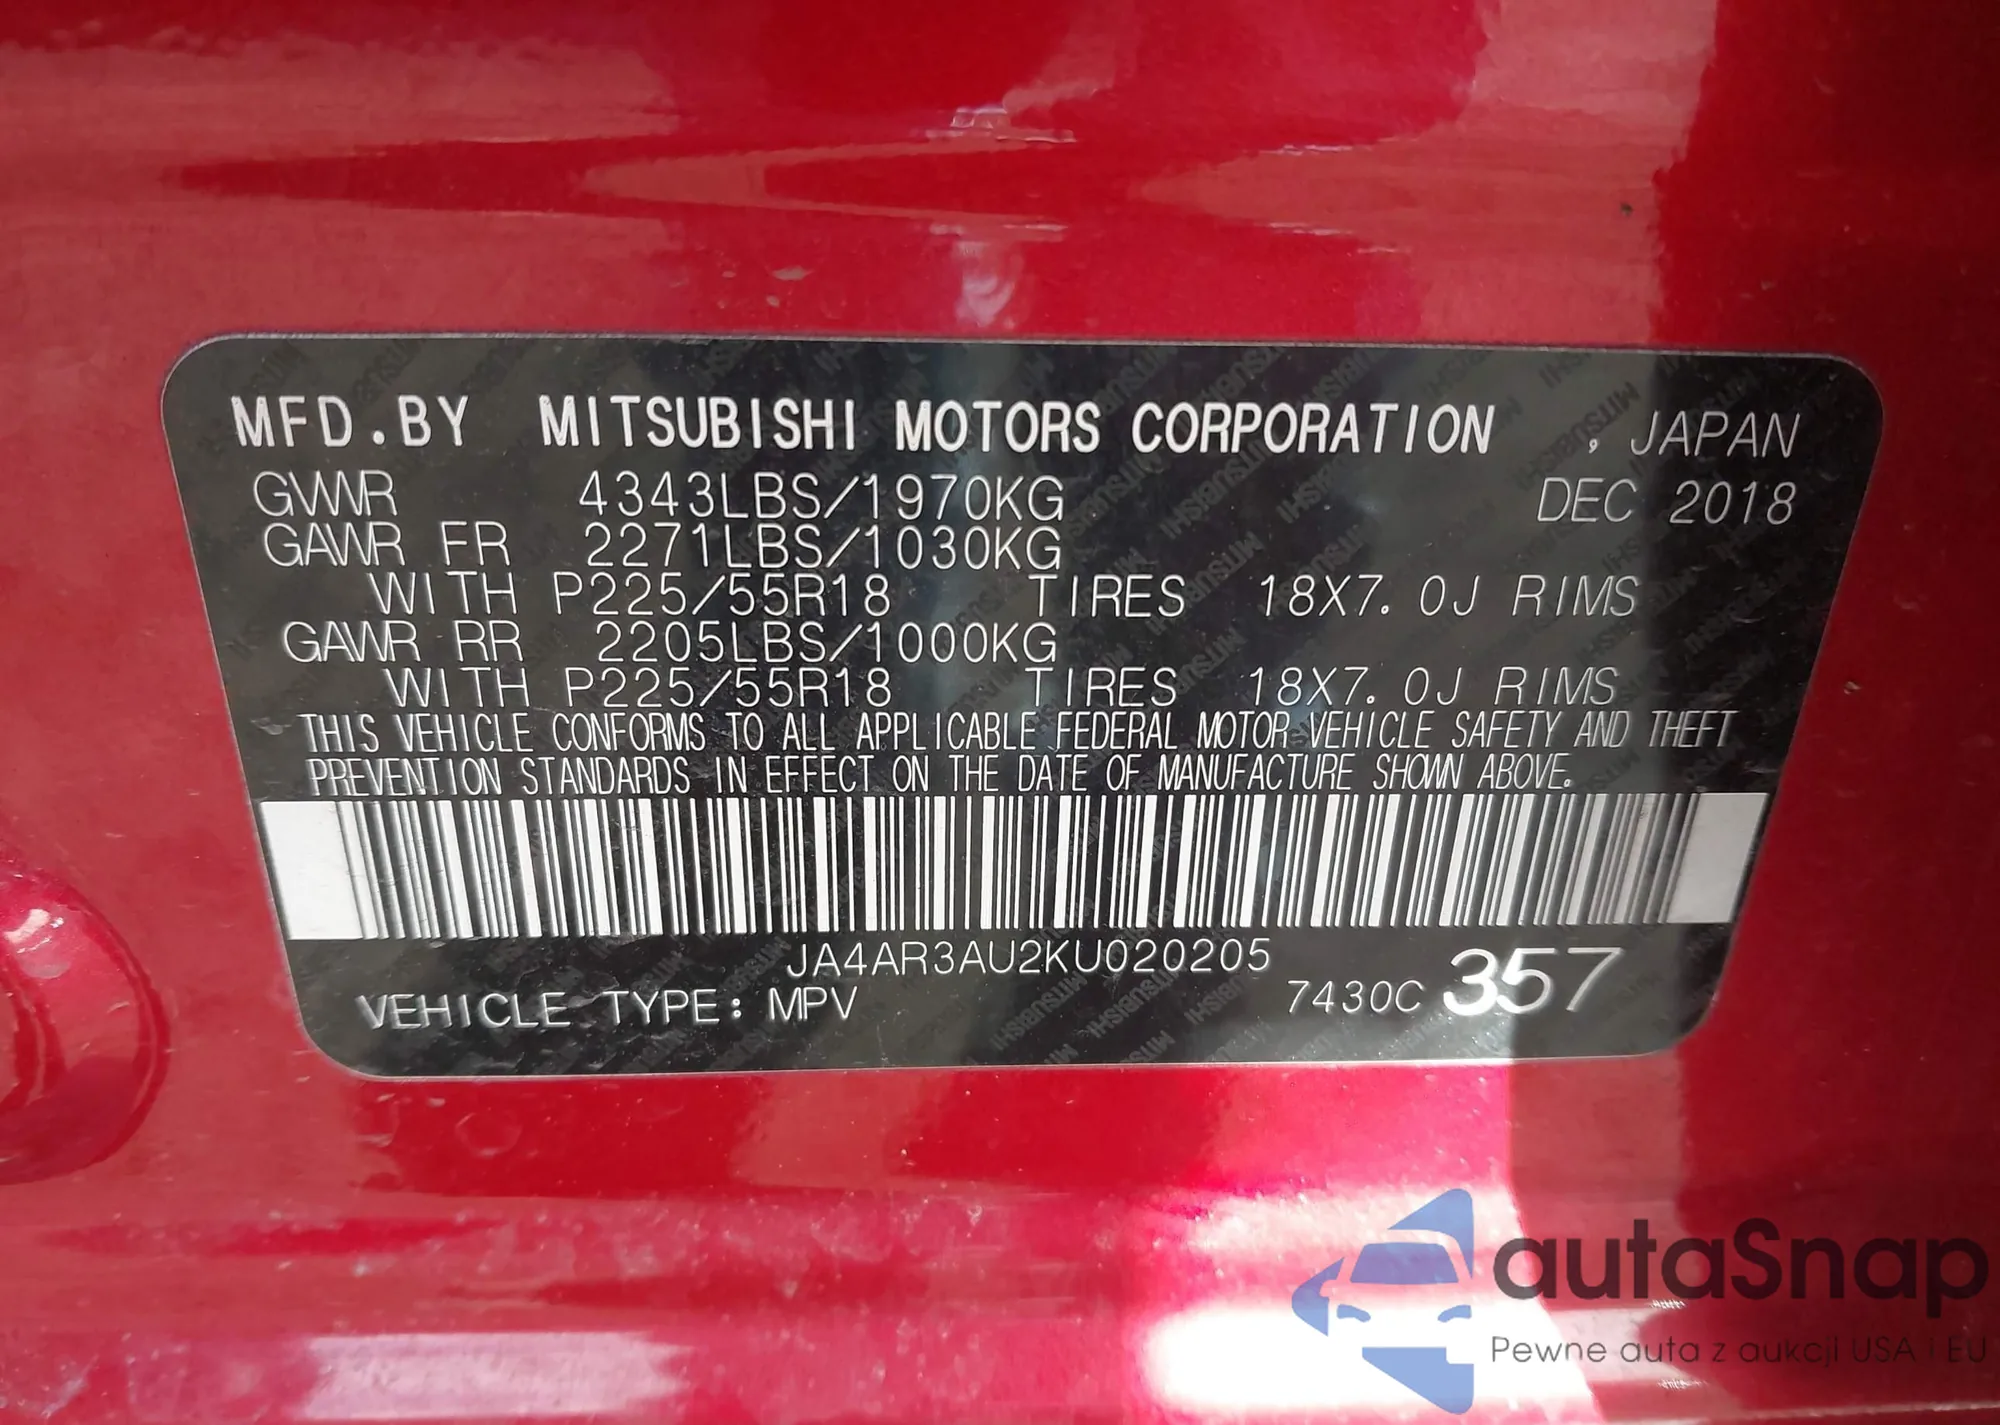 MFD.BY MITSUBISHI MOTORS CORPORATION , JAPAN
GVWR 4343LBS/1970KG DEC 2018
GAWR FR 2271LBS/1030KG
WITH P225/55R18 TIRES 18X7.0J RIMS
GAWR RR 2205LBS/1000KG
WITH P225/55R18 TIRES 18X7.0J RIMS
THIS VEHICLE CONFORMS TO ALL APPLICABLE FEDERAL MOTOR VEHICLE SAFETY AND THEFT
PREVENTION STANDARDS IN EFFECT ON THE DATE OF MANUFACTURE SHOWN ABOVE.
JA4AR3AU2KU020205
VEHICLE TYPE: MPV 7430C 357
autaSnap
Pewne auta z aukcji USA i EU